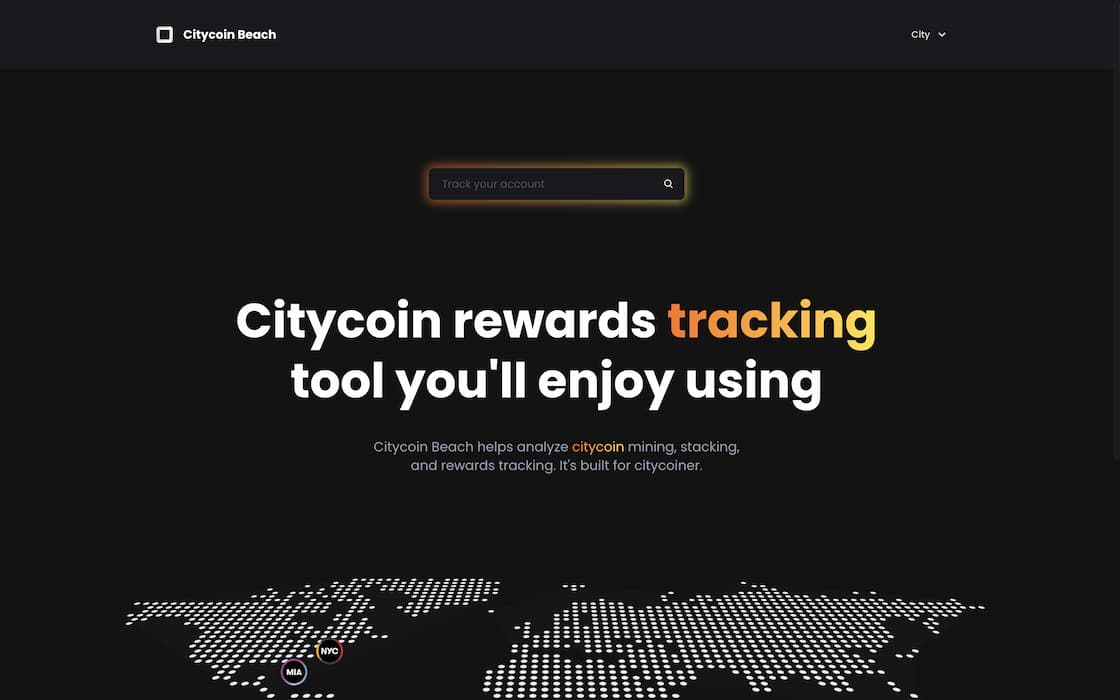 Citycoin Beach
City
Track your account
Citycoin rewards tracking
tool you'll enjoy using
Citycoin Beach helps analyze citycoin mining, stacking,
and rewards tracking. It's built for citycoiner.
NYC
MIA